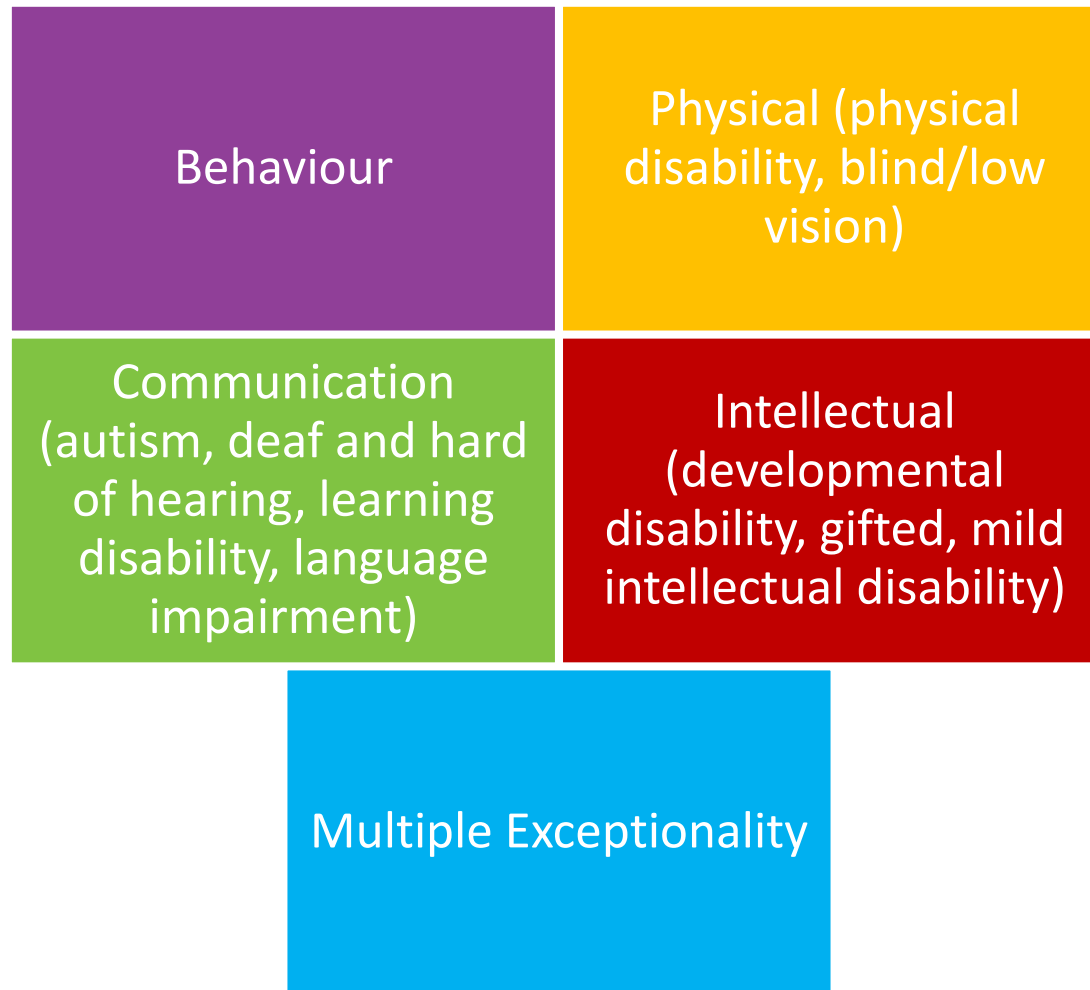 Behaviour
Physical (physical
disability, blind/low
vision)
Communication
(autism, deaf and hard
of hearing, learning
disability, language
impairment)
Intellectual
(developmental
disability, gifted, mild
intellectual disability)
Multiple Exceptionality